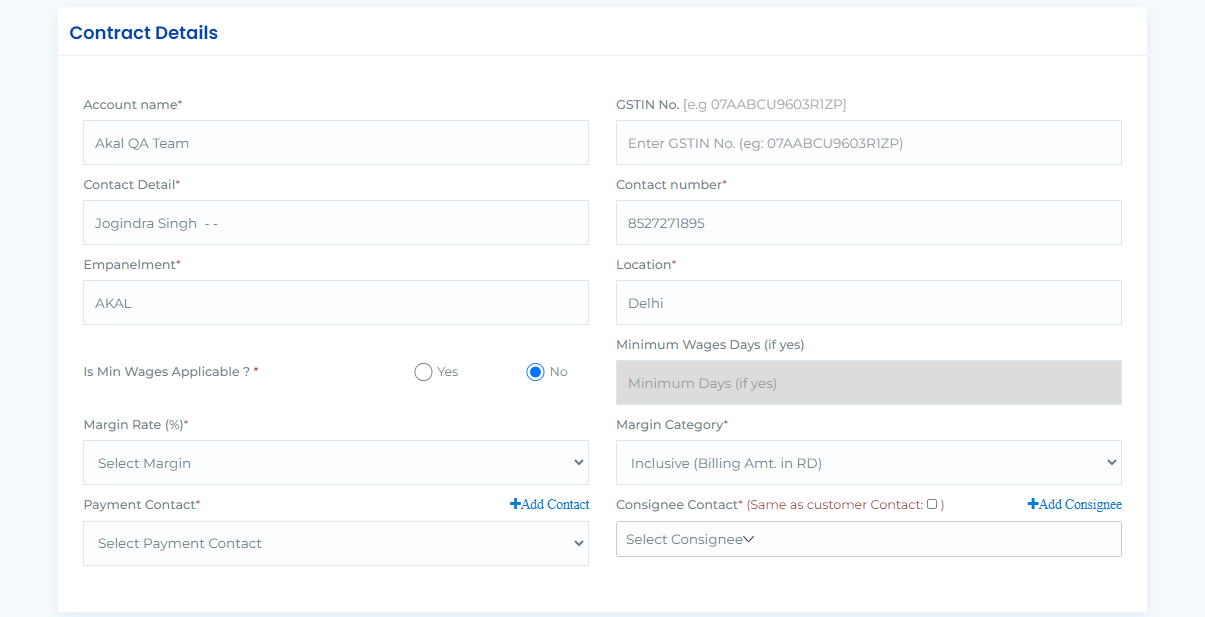 Contract Details
Account name*
GSTIN No. [e.g 07AABCU9603R1ZP]
Akal QA Team
Enter GSTIN No. (eg: 07AABCU9603R1ZP)
Contact Detail*
Contact number*
Jogindra Singh - -
8527271895
Empanelment*
Location*
AKAL
Delhi
Minimum Wages Days (if yes)
Is Min Wages Applicable ? * Yes No
Minimum Days (if yes)
Margin Rate (%)*
Margin Category*
Select Margin
Inclusive (Billing Amt. in RD)
Payment Contact* +Add Contact
Consignee Contact* (Same as customer Contact: ) +Add Consignee
Select Payment Contact
Select Consignee